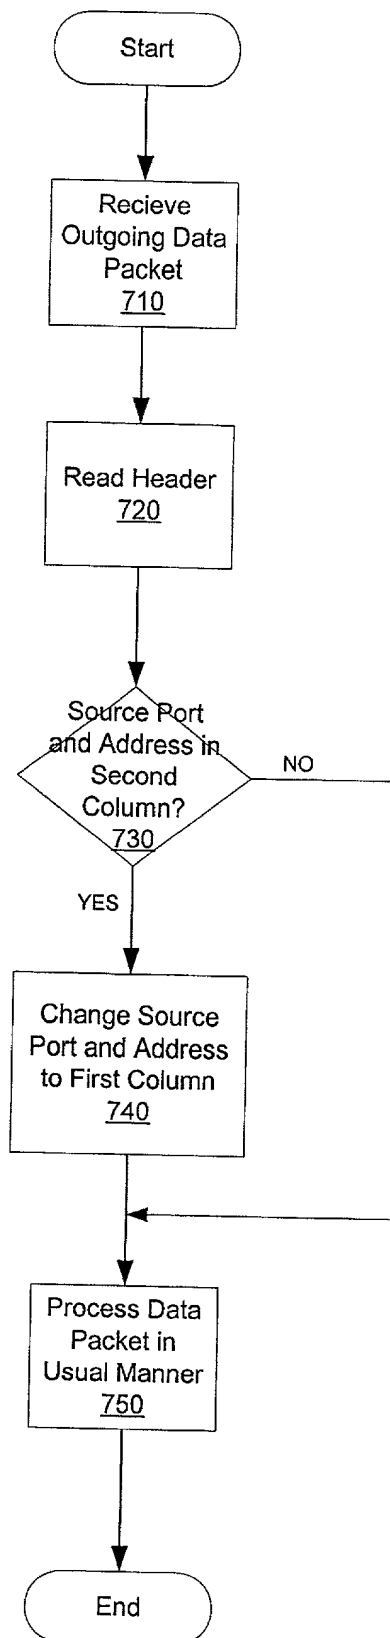 Start
Recieve
Outgoing Data
Packet
710
Read Header
720
Source Port
and Address in
Second
Column?
730
NO
YES
Change Source
Port and Address
to First Column
740
Process Data
Packet in
Usual Manner
750
End